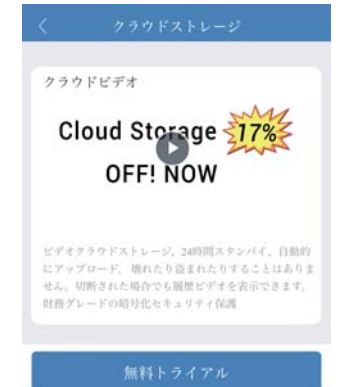 クラウドストレージ
クラウドビデオ
Cloud Storage 17%
OFF! NOW
ビデオクラウドストレージ、24時間スタンバイ、自動的
にアップロード、壊れたり盗まれたりすることはありま
せん。切断された場合でも履歴ビデオを表示できます。
財務グレードの暗号化セキュリティ保護
無料トライアル